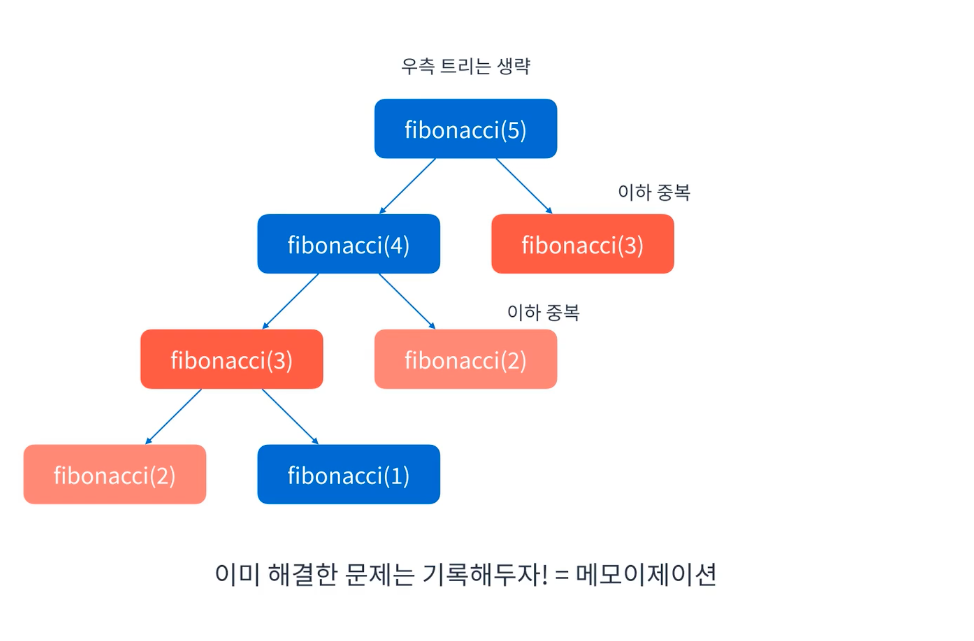 우측 트리는 생략
fibonacci(5)
이하 중복
fibonacci(4)
fibonacci(3)
이하 중복
fibonacci(3)
fibonacci(2)
fibonacci(2)
fibonacci(1)
이미 해결한 문제는 기록해두자! = 메모이제이션